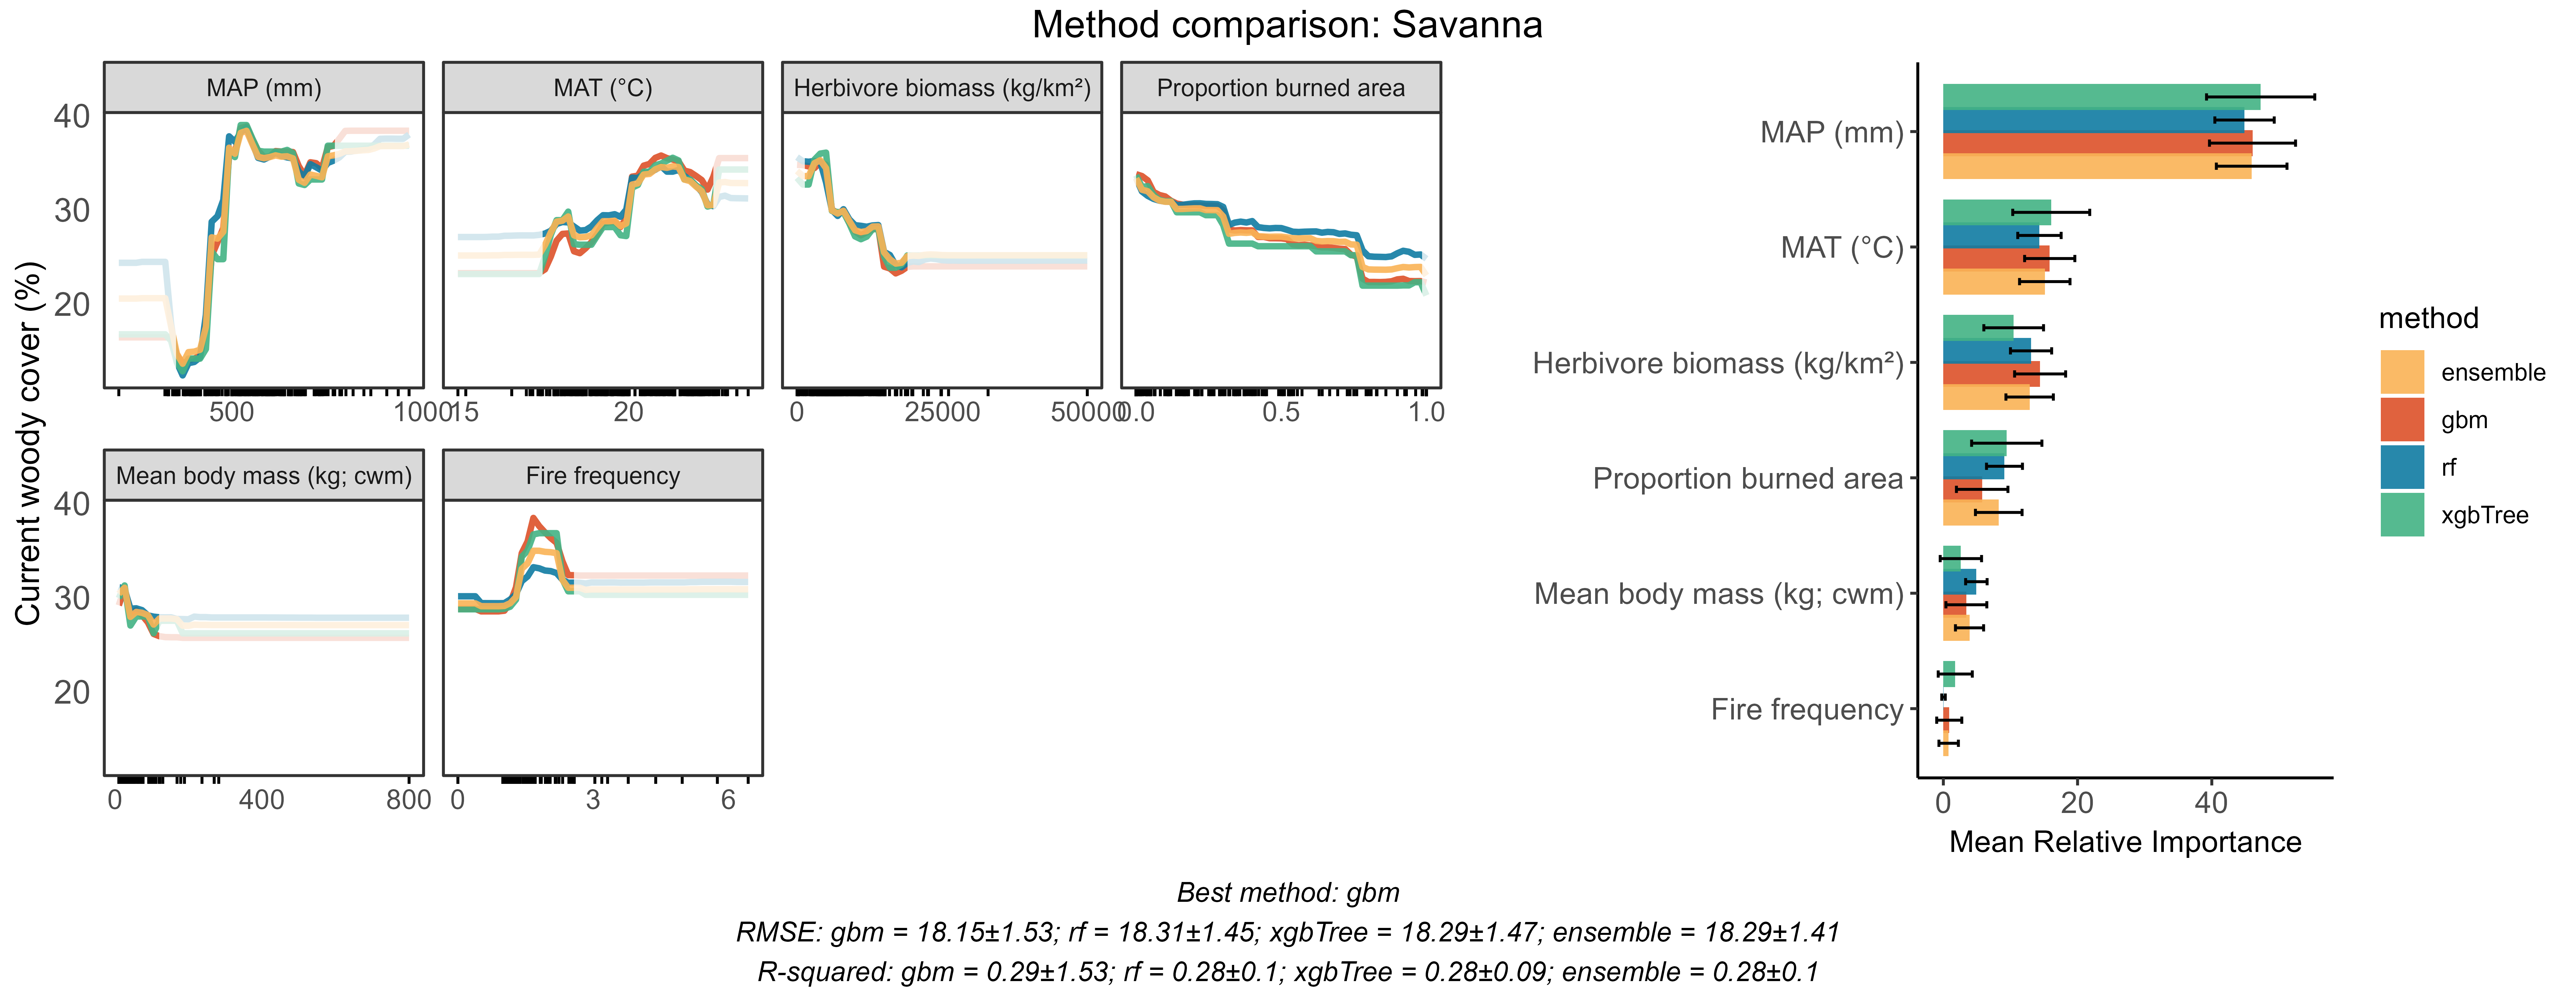 Method comparison: Savanna
MAP (mm)
MAT (°C)
Herbivore biomass (kg/km²)
Proportion burned area
Current woody cover (%)
40
30
20
500
1000
15
20
0
25000
50000
0.0
0.5
1.0
Mean body mass (kg; cwm)
Fire frequency
40
30
20
0
400
800
0
3
6
MAP (mm)
MAT (°C)
Herbivore biomass (kg/km²)
Proportion burned area
Mean body mass (kg; cwm)
Fire frequency
0
20
40
Mean Relative Importance
method
ensemble
gbm
rf
xgbTree
Best method: gbm
RMSE: gbm = 18.15±1.53; rf = 18.31±1.45; xgbTree = 18.29±1.47; ensemble = 18.29±1.41
R-squared: gbm = 0.29±1.53; rf = 0.28±0.1; xgbTree = 0.28±0.09; ensemble = 0.28±0.1